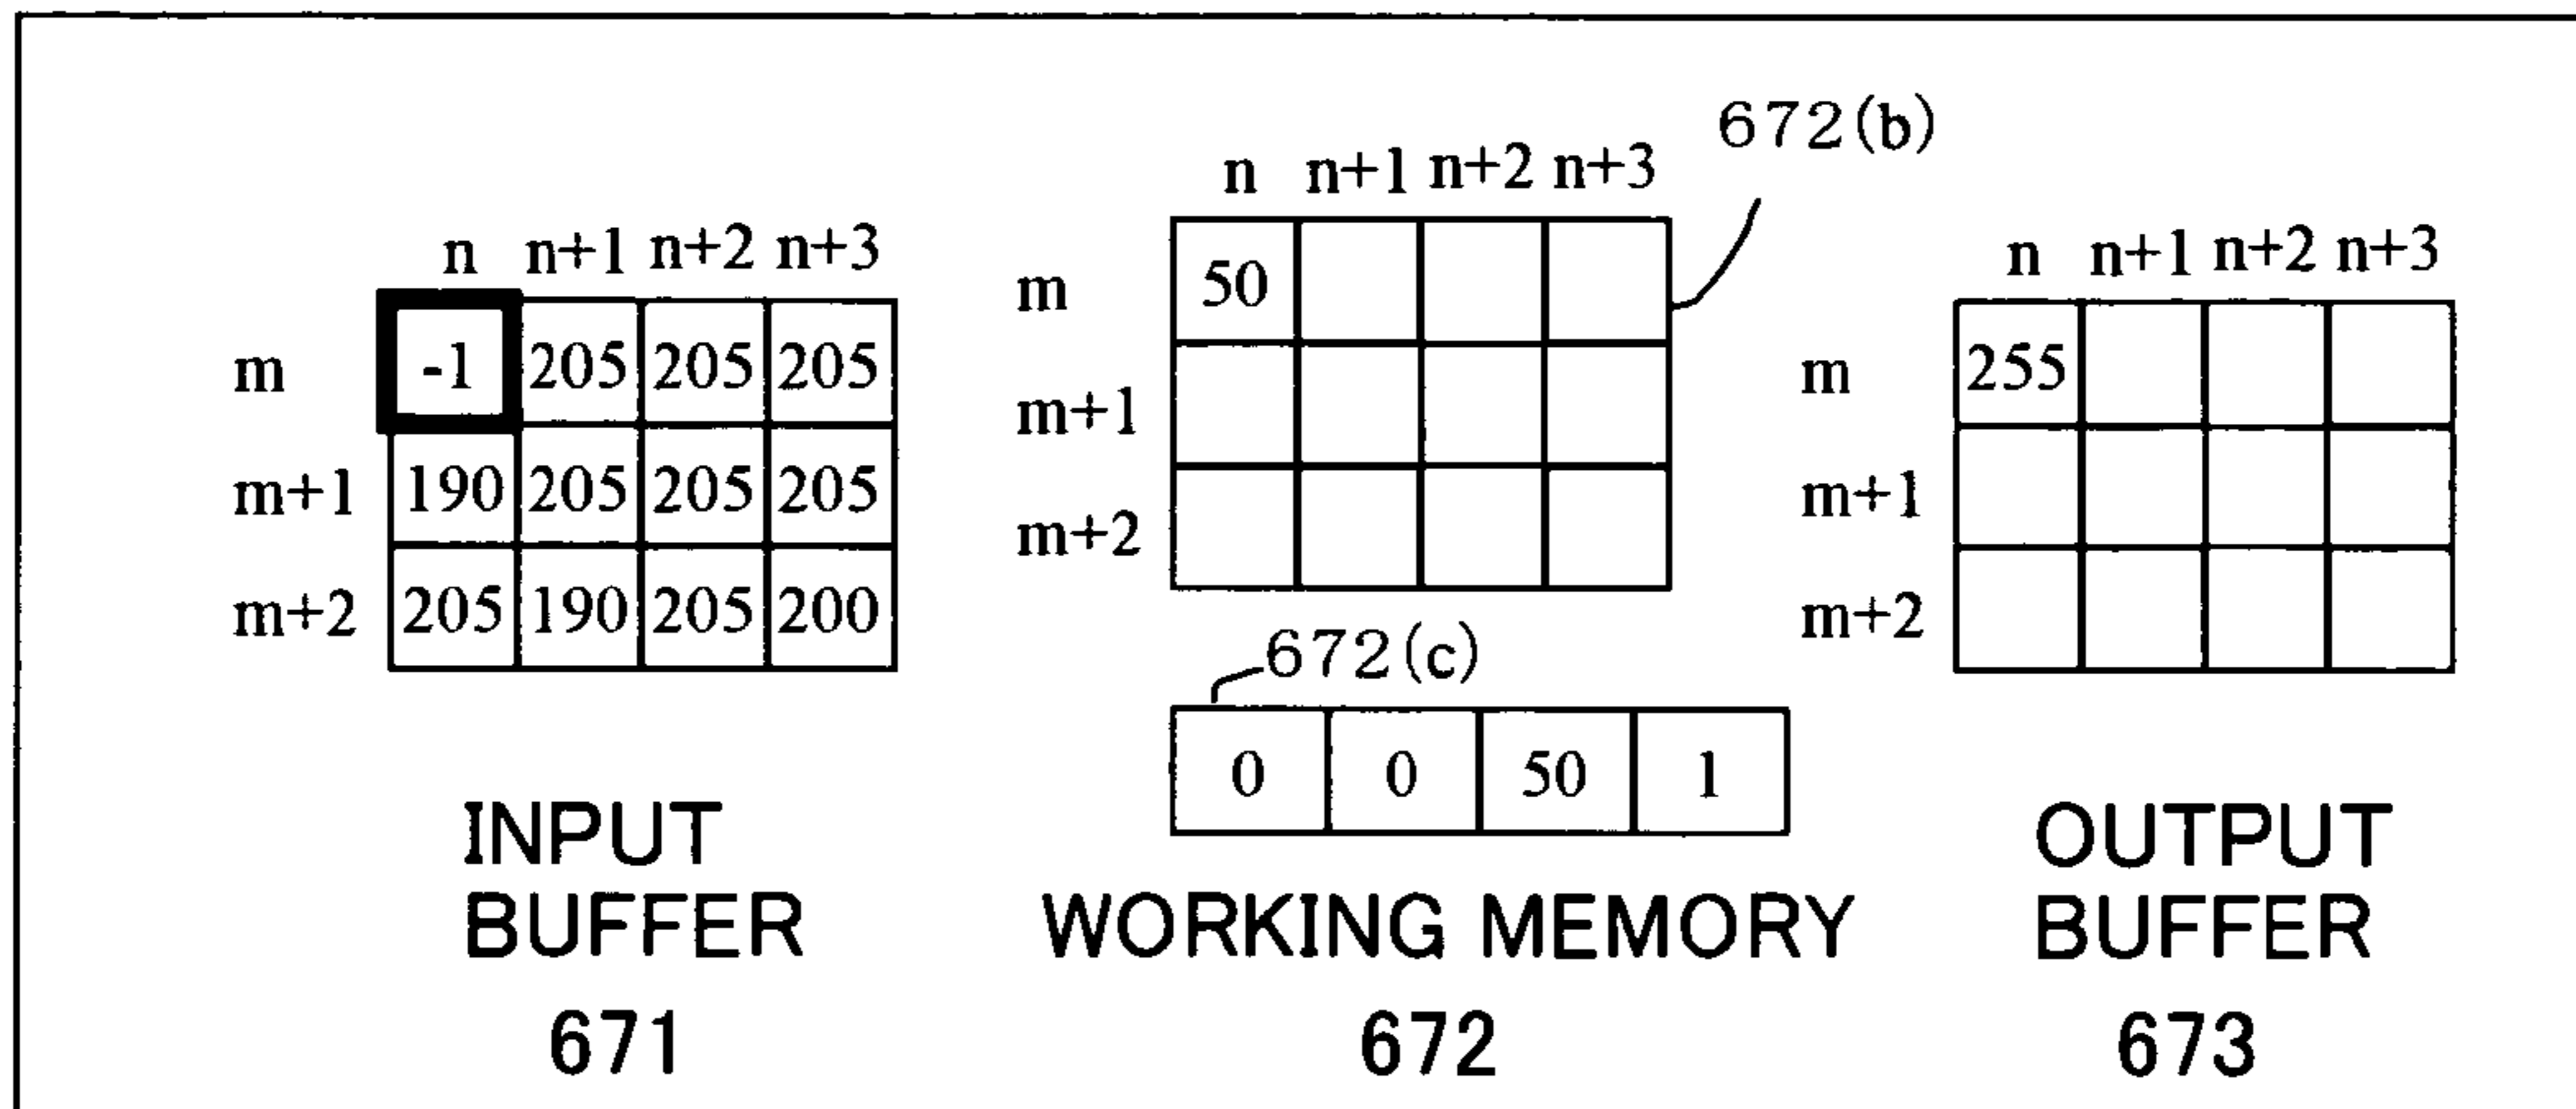 n n+1 n+2 n+3
m -1 205 205 205
m+1 190 205 205 205
m+2 205 190 205 200
INPUT
BUFFER
671
672(b)
n n+1 n+2 n+3
m 50
m+1
m+2
672(c)
0 0 50 1
WORKING MEMORY
672
n n+1 n+2 n+3
m 255
m+1
m+2
OUTPUT
BUFFER
673